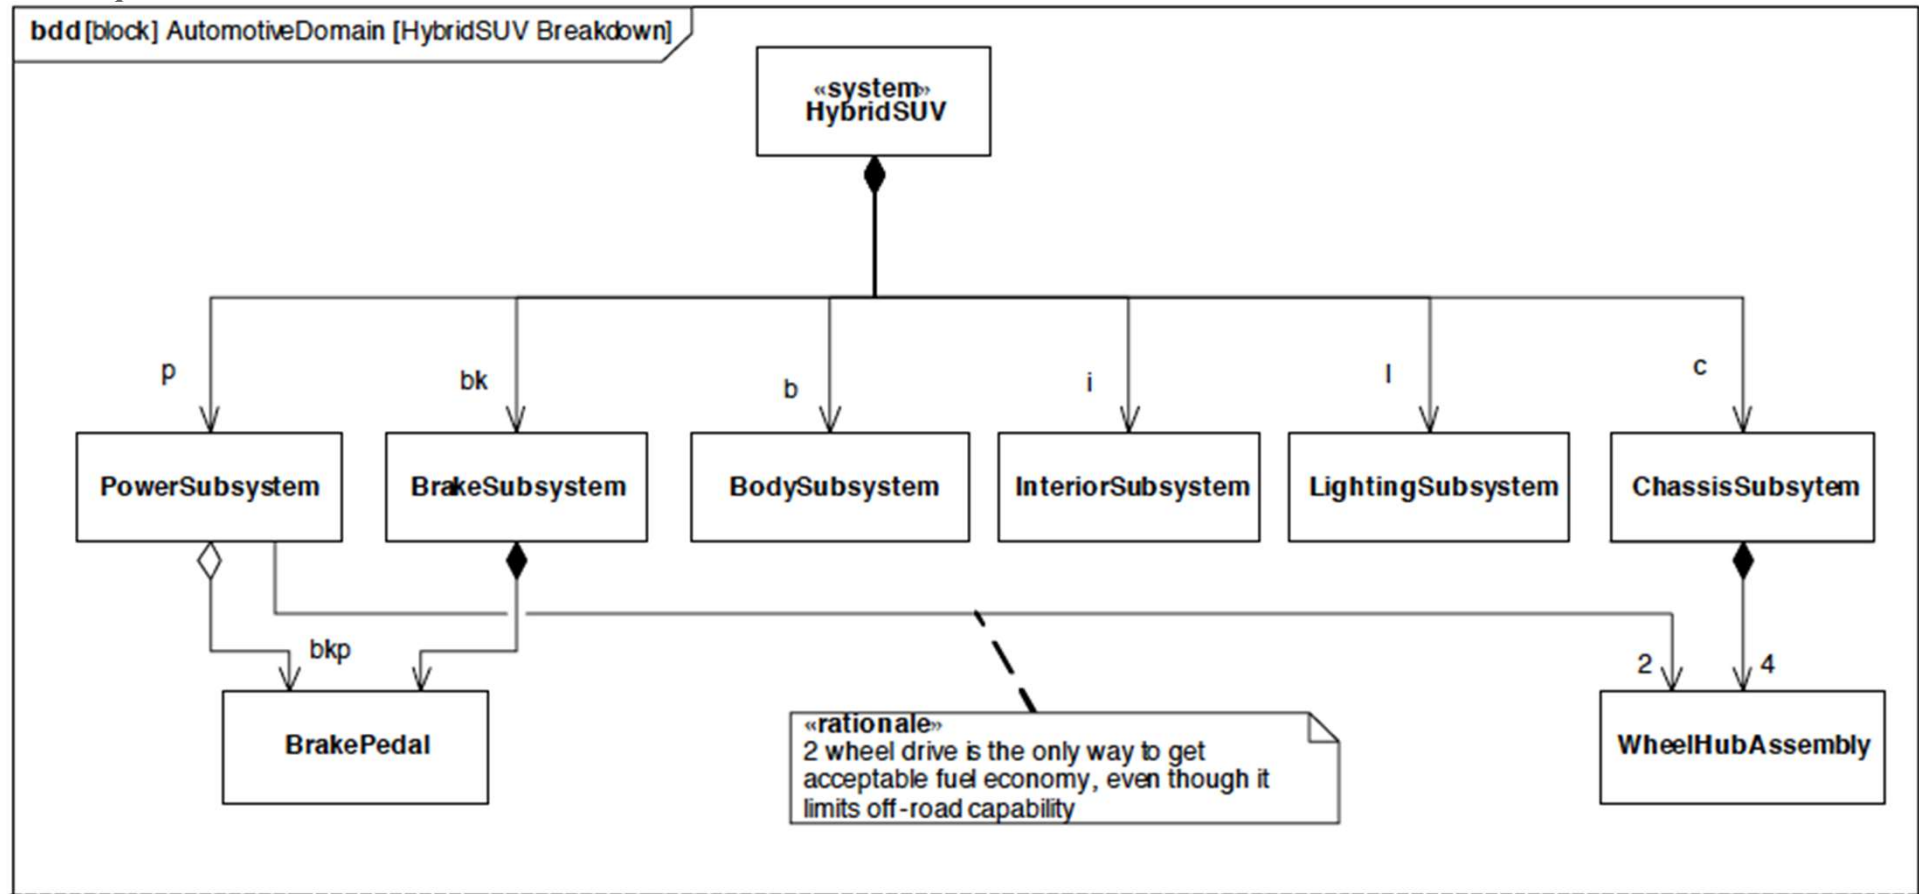 bdd[block] AutomotiveDomain [HybridSUV Breakdown]
«system»
HybridSUV
p
bk
b
i
l
c
PowerSubsystem
BrakeSubsystem
BodySubsystem
InteriorSubsystem
LightingSubsystem
ChassisSubsytem
bkp
2
4
BrakePedal
«rationale»
2 wheel drive is the only way to get
acceptable fuel economy, even though it
limits off-road capability
WheelHubAssembly